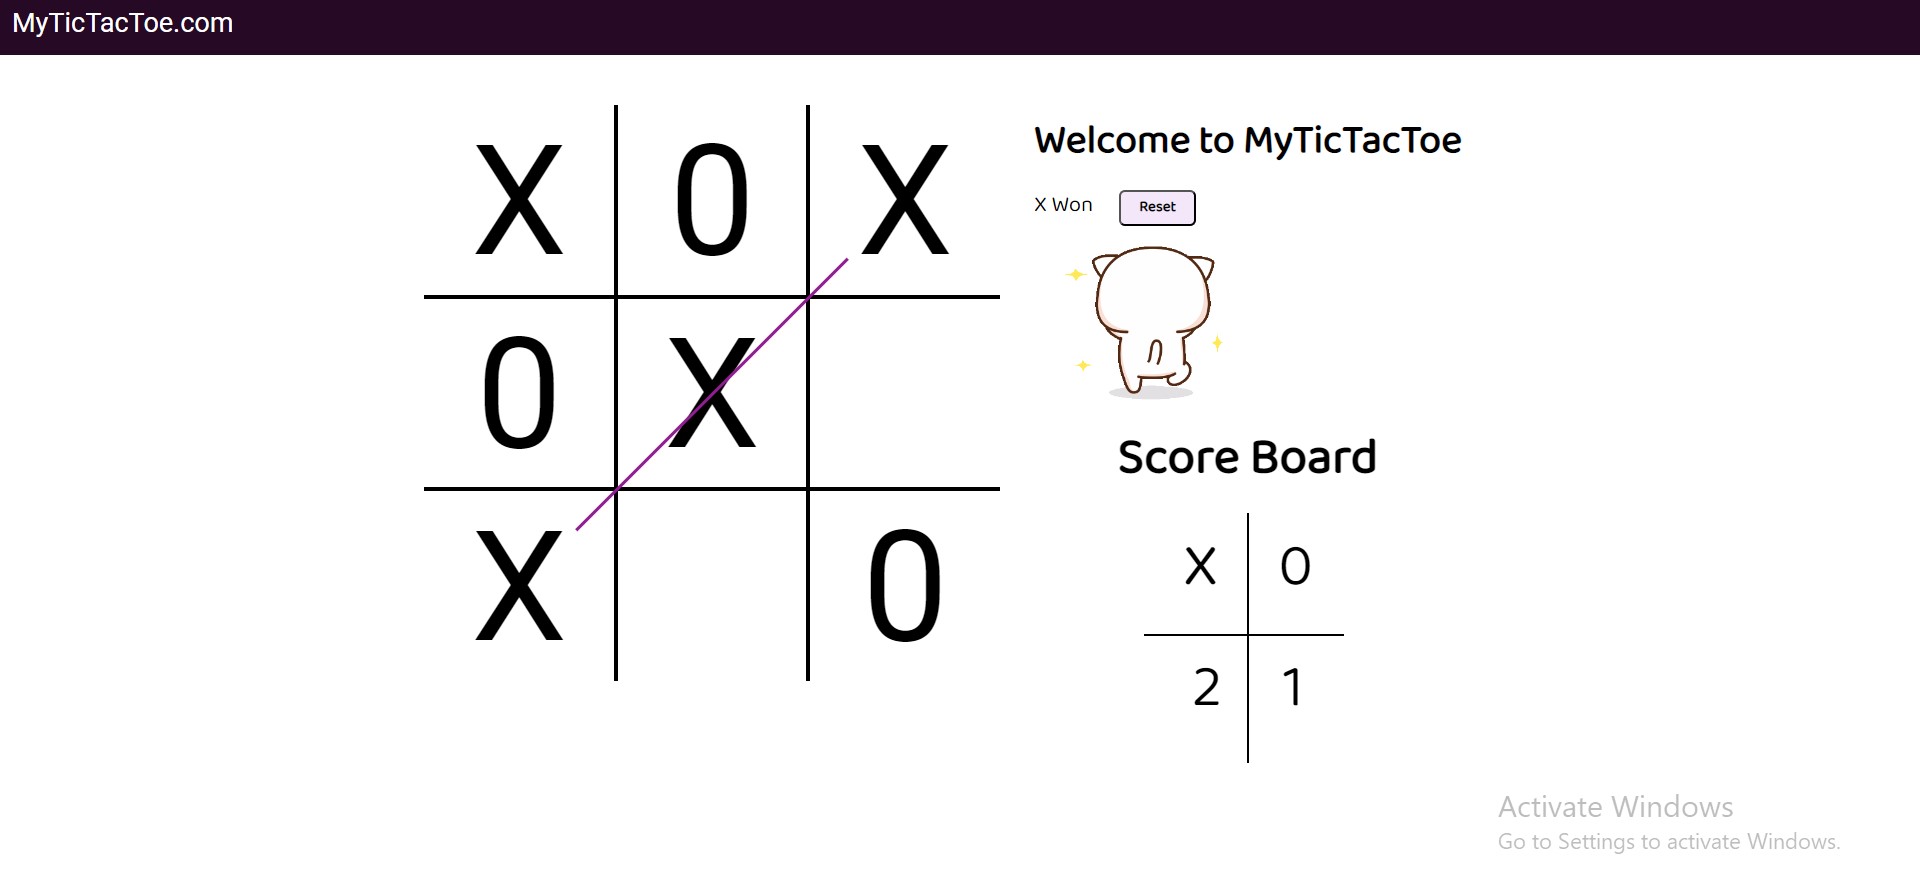 MyTicTacToe.com
X 0 X
0 X
X 0
Welcome to MyTicTacToe
X Won Reset
Score Board
X 0
2 1
Activate Windows
Go to Settings to activate Windows.